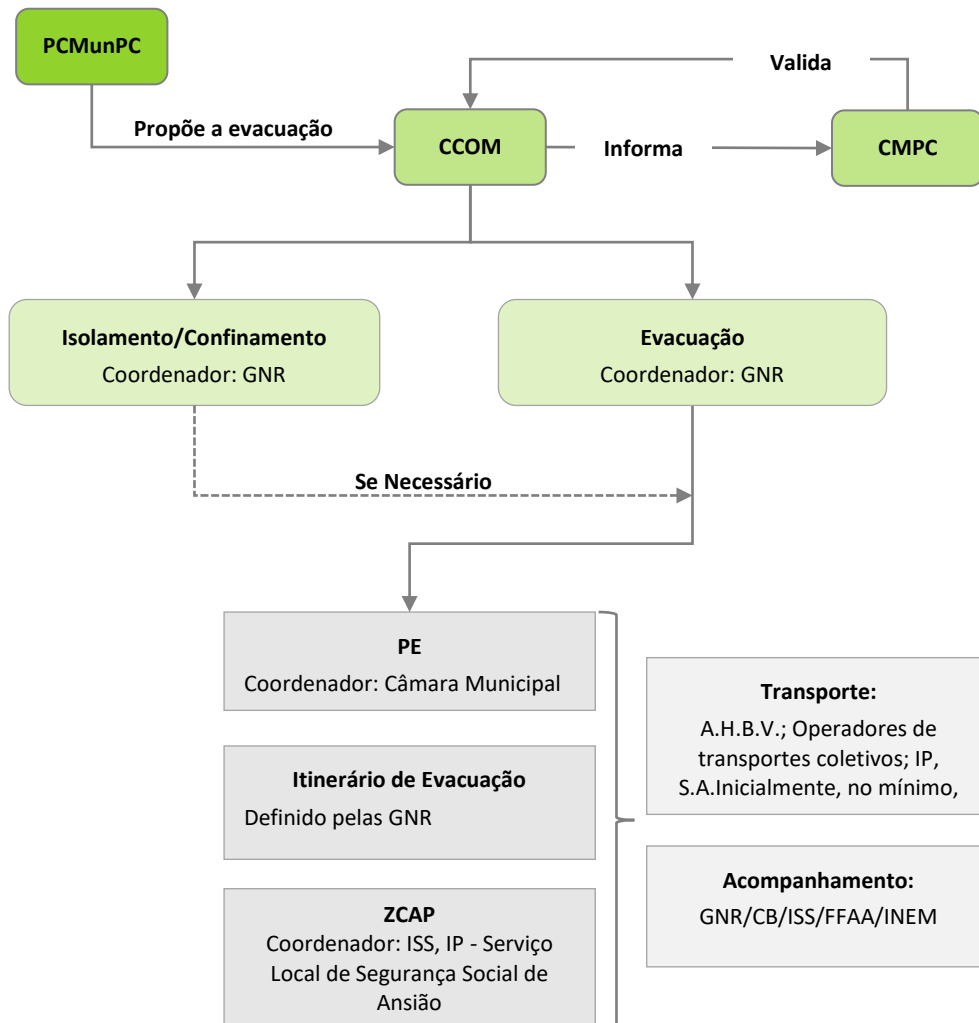 PCMunPC
Valida
Propõe a evacuação
CCOM
Informa
CMPC
Isolamento/Confinamento
Coordenador: GNR
Evacuação
Coordenador: GNR
Se Necessário
PE
Coordenador: Câmara Municipal
Itinerário de Evacuação
Definido pelas GNR
ZCAP
Coordenador: ISS, IP - Serviço
Local de Segurança Social de
Ansião
Transporte:
A.H.B.V.; Operadores de
transportes coletivos; IP,
S.A.Inicialmente, no mínimo,
Acompanhamento:
GNR/CB/ISS/FFAA/INEM